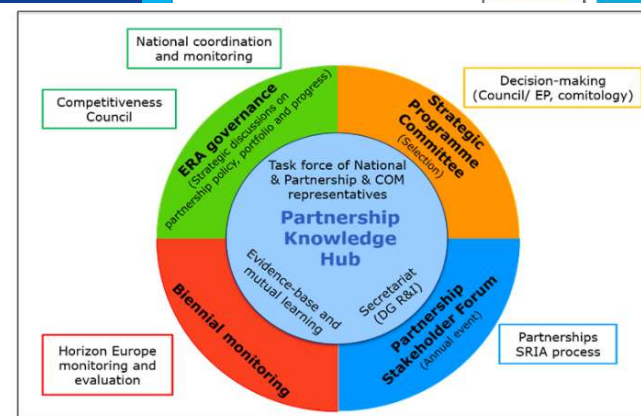 National coordination
and monitoring
Competitiveness
Council
ERA governance
(Strategic discussions on
partnership policy, portfolio and progress)
Strategic
Programme
Committee
(Selection)
Decision-making
(Council/ EP, comitology)
Task force of National
& Partnership & COM
representatives
Partnership
Knowledge
Hub
Evidence-base and
mutual learning
Secretariat
(DG R&I)
Biennial monitoring
Partnership
Stakeholder Forum
(Annual event)
Horizon Europe
monitoring and
evaluation
Partnerships
SRIA process